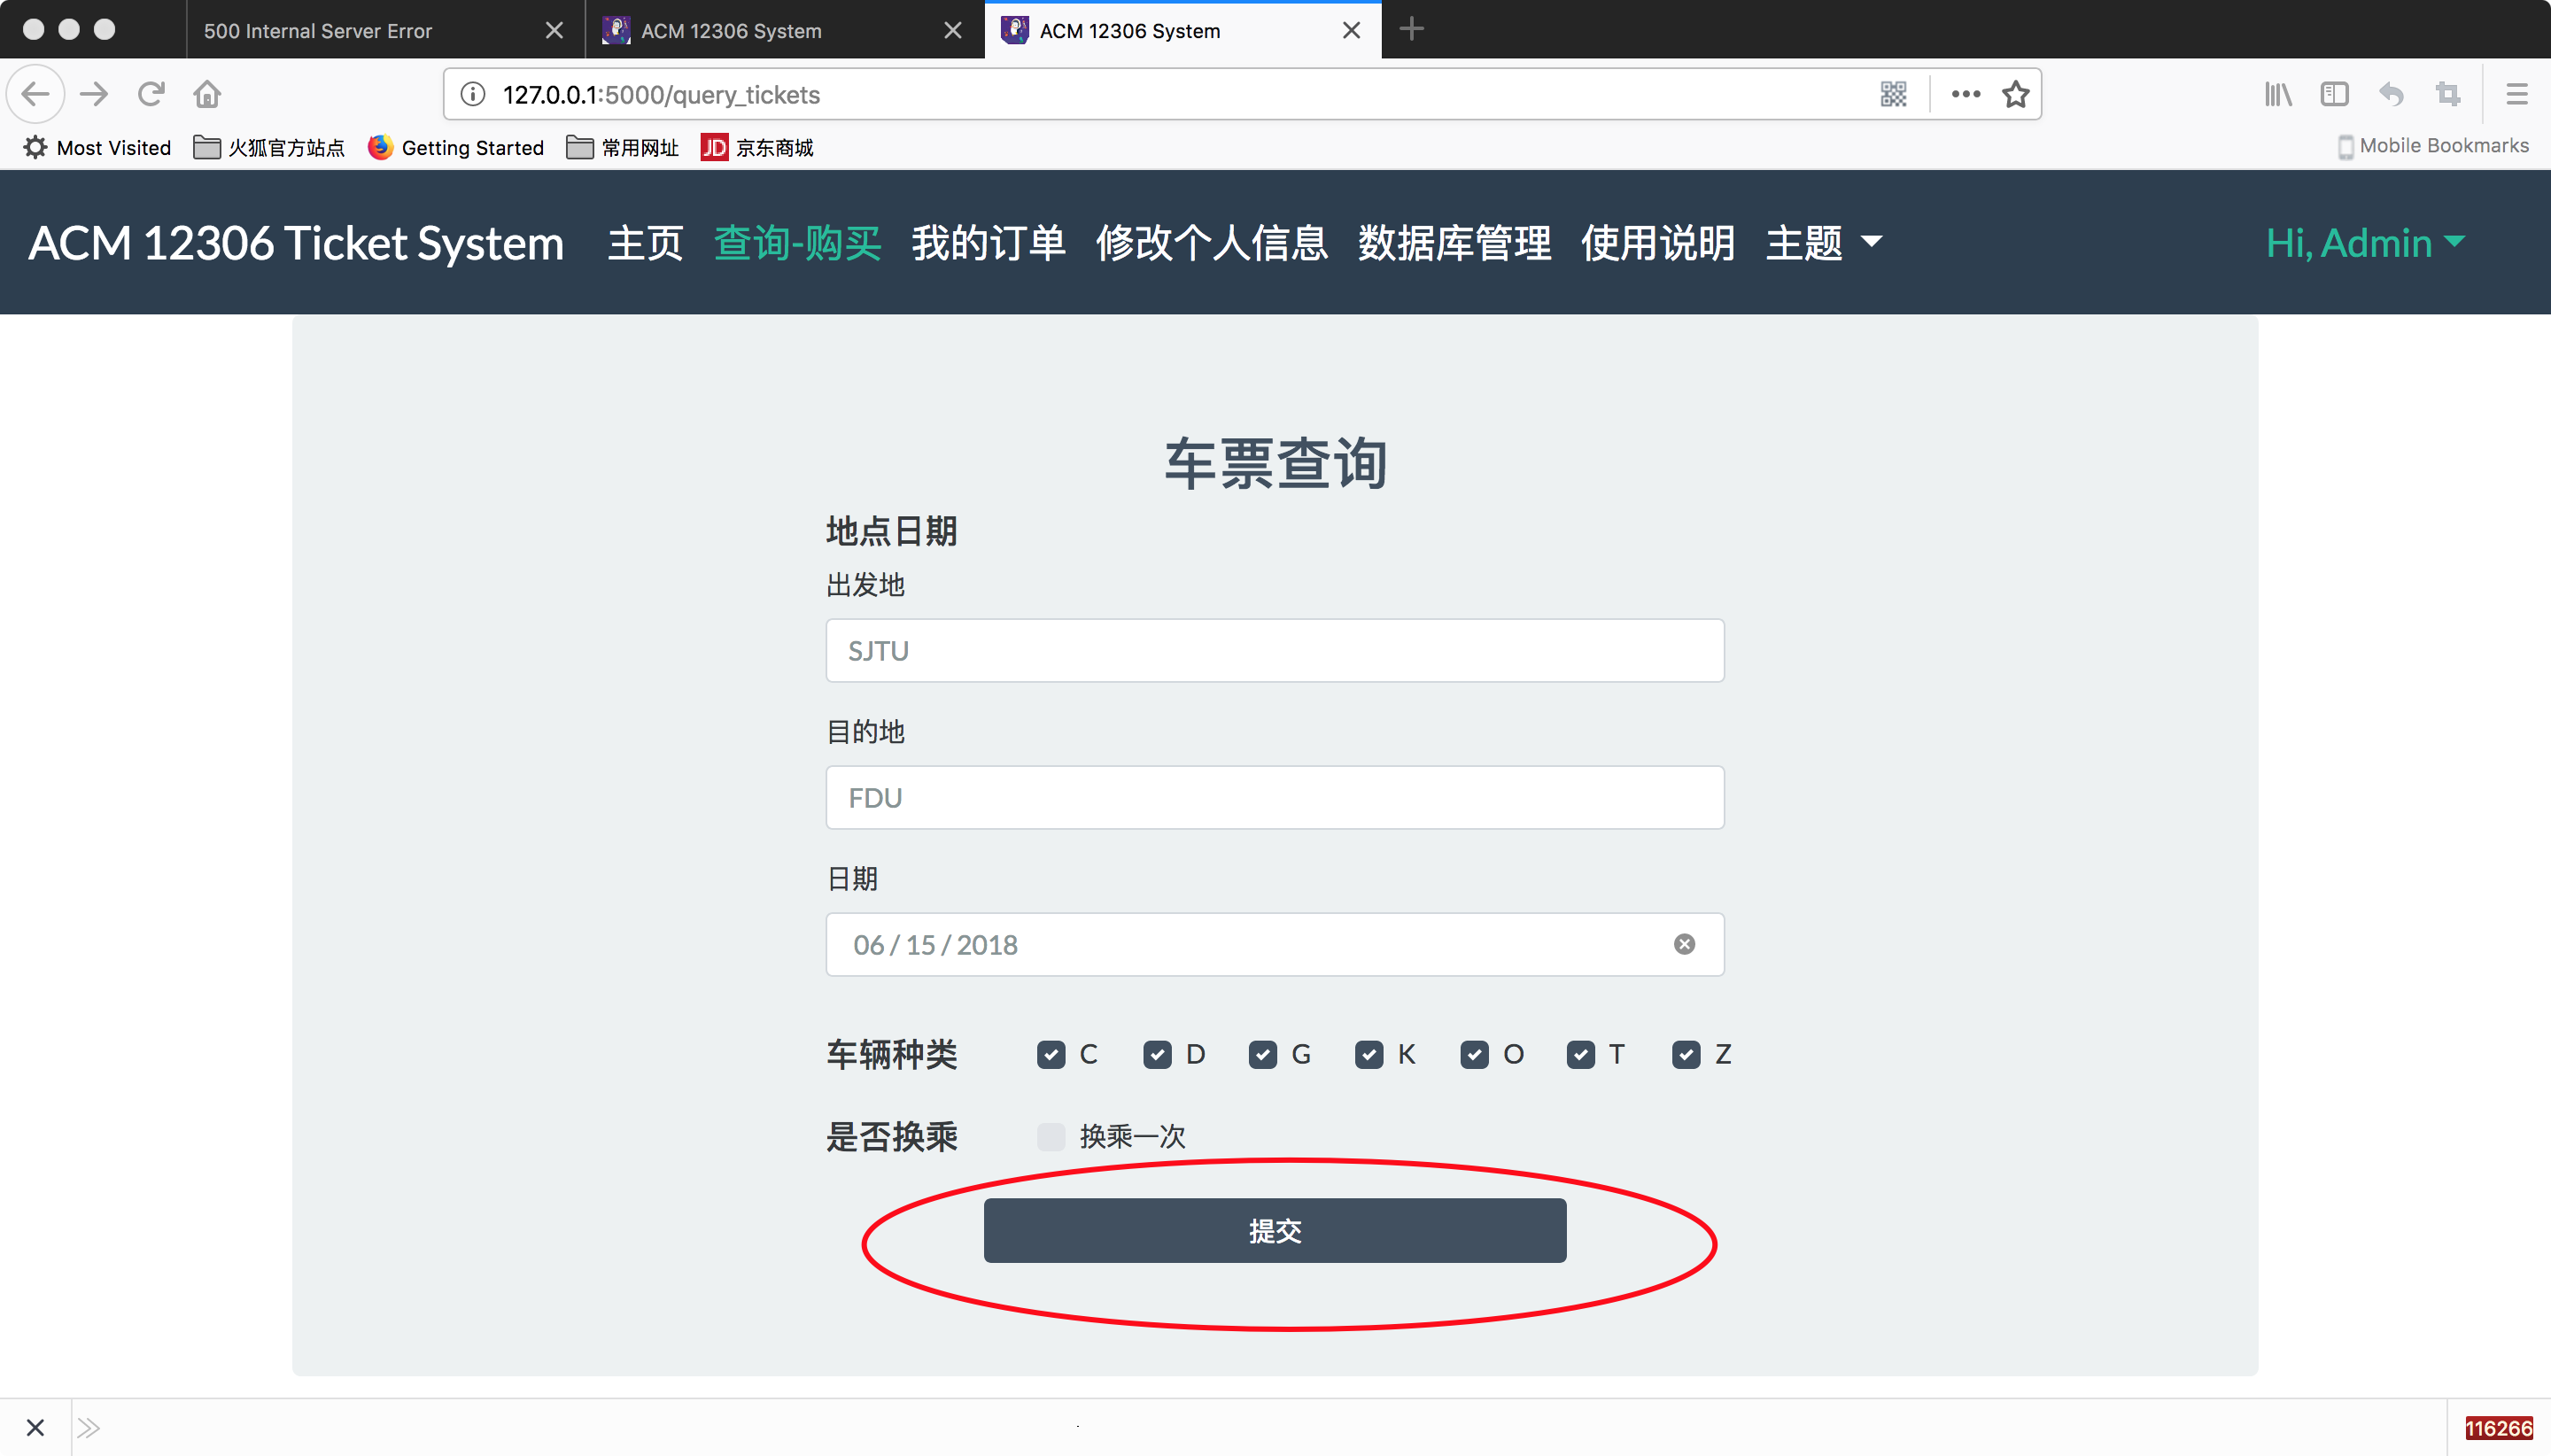 500 Internal Server Error
ACM 12306 System
ACM 12306 System
127.0.0.1:5000/query_tickets
Most Visited 火狐官方站点 Getting Started 常用网址 JD 京东商城 Mobile Bookmarks
ACM 12306 Ticket System 主页 查询-购买 我的订单 修改个人信息 数据库管理 使用说明 主题 Hi, Admin
车票查询
地点日期
出发地
SJTU
目的地
FDU
日期
06 / 15 / 2018
车辆种类 C D G K O T Z
是否换乘 换乘一次
提交
116266